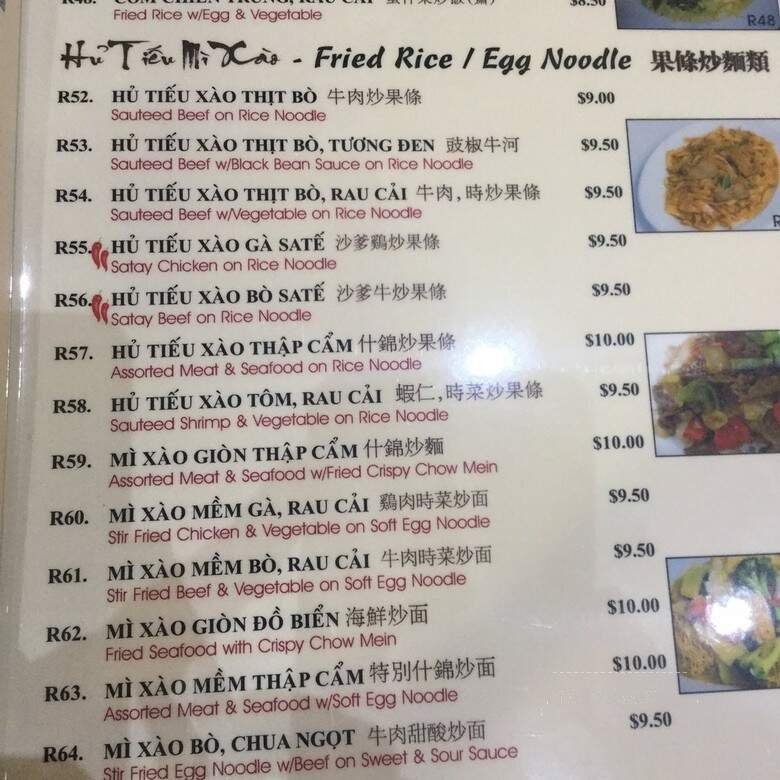 CƠM CHIÊN TRỨNG, RAU CẢI
$8.50
Fried Rice w/Egg & Vegetable
R48
Hủ Tiếu Mì Xào - Fried Rice / Egg Noodle 果條炒麵類
R52. HỦ TIẾU XÀO THỊT BÒ 牛肉炒果條 $9.00
Sauteed Beef on Rice Noodle
R53. HỦ TIẾU XÀO THỊT BÒ, TƯƠNG ĐEN 豉椒牛河 $9.50
Sauteed Beef w/Black Bean Sauce on Rice Noodle
R54. HỦ TIẾU XÀO THỊT BÒ, RAU CẢI 牛肉,時炒果條 $9.50
Sauteed Beef w/Vegetable on Rice Noodle
R55. HỦ TIẾU XÀO GÀ SATẾ 沙爹鷄炒果條 $9.50
Satay Chicken on Rice Noodle
R56. HỦ TIẾU XÀO BÒ SATẾ 沙爹牛炒果條 $9.50
Satay Beef on Rice Noodle
R57. HỦ TIẾU XÀO THẬP CẨM 什錦炒果條 $10.00
Assorted Meat & Seafood on Rice Noodle
R58. HỦ TIẾU XÀO TÔM, RAU CẢI 蝦仁,時菜炒果條 $9.50
Sauteed Shrimp & Vegetable on Rice Noodle
R59. MÌ XÀO GIÒN THẬP CẨM 什錦炒麵 $10.00
Assorted Meat & Seafood w/Fried Crispy Chow Mein
R60. MÌ XÀO MỀM GÀ, RAU CẢI 鷄肉時菜炒面 $9.50
Stir Fried Chicken & Vegetable on Soft Egg Noodle
R61. MÌ XÀO MỀM BÒ, RAU CẢI 牛肉時菜炒面 $9.50
Stir Fried Beef & Vegetable on Soft Egg Noodle
R62. MÌ XÀO GIÒN ĐỒ BIỂN 海鮮炒面 $10.00
Fried Seafood with Crispy Chow Mein
R63. MÌ XÀO MỀM THẬP CẨM 特別什錦炒面 $10.00
Assorted Meat & Seafood w/Soft Egg Noodle
R64. MÌ XÀO BÒ, CHUA NGỌT 牛肉甜酸炒面 $9.50
Stir Fried Egg Noodle w/Beef on Sweet & Sour Sauce